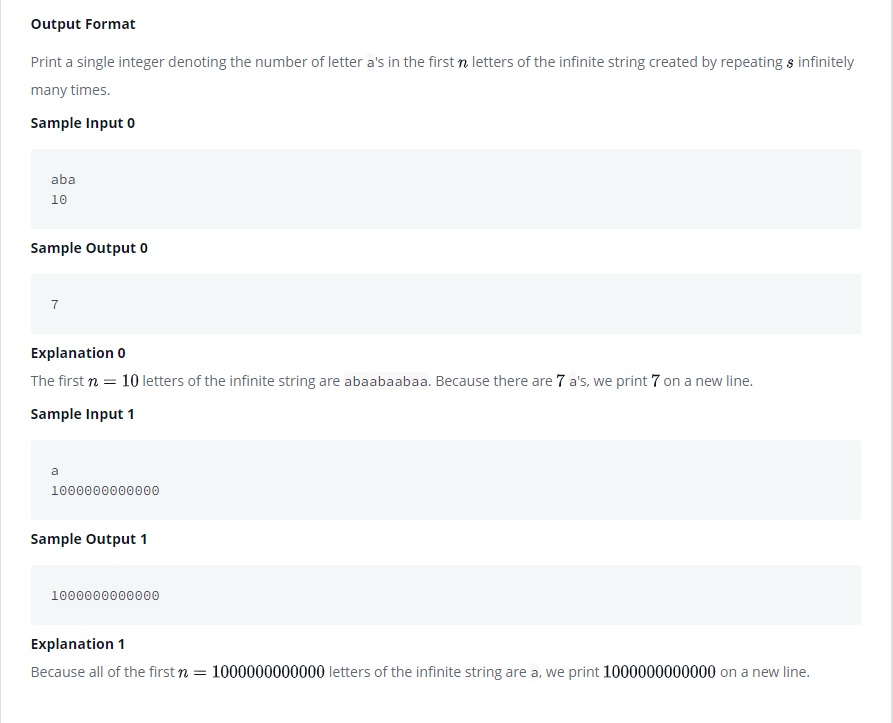 Output Format
Print a single integer denoting the number of letter a's in the first n letters of the infinite string created by repeating s infinitely
many times.
Sample Input 0
aba
10
Sample Output 0
7
Explanation 0
The first n = 10 letters of the infinite string are abaabaabaa. Because there are 7 a's, we print 7 on a new line.
Sample Input 1
a
1000000000000
Sample Output 1
1000000000000
Explanation 1
Because all of the first n = 1000000000000 letters of the infinite string are a, we print 1000000000000 on a new line.